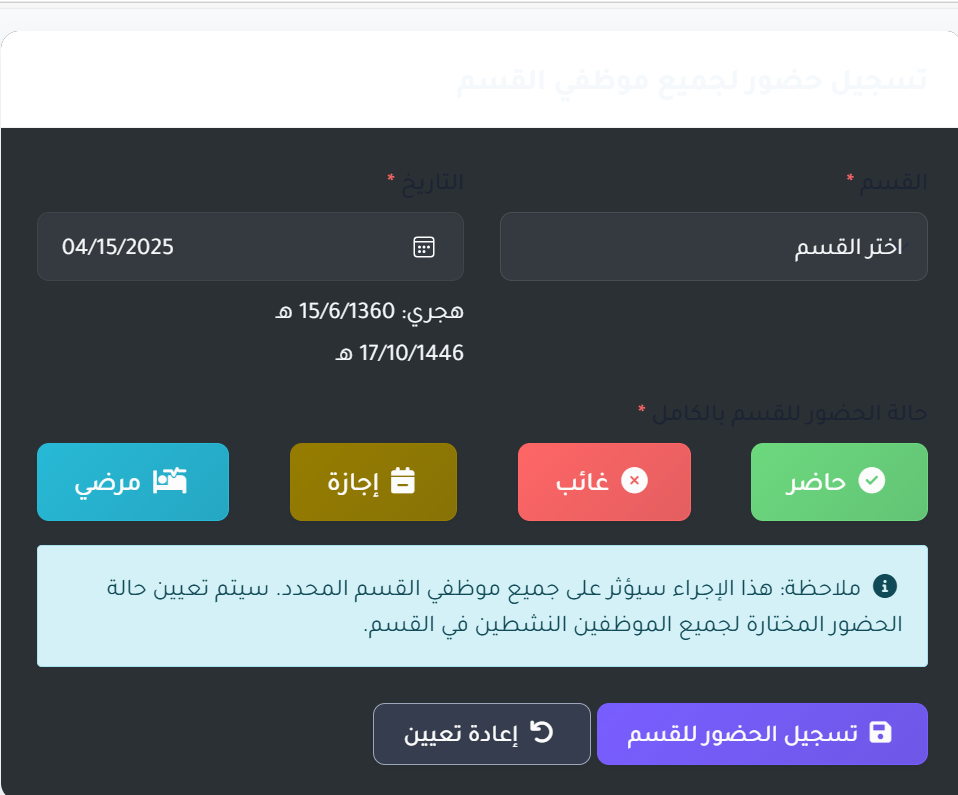 تسجيل حضور لجميع موظفي القسم
القسم *
التاريخ *
اختر القسم
04/15/2025
هجري: 15/6/1360 هـ
17/10/1446 هـ
حالة الحضور للقسم بالكامل *
حاضر
غائب
إجازة
مرضي
ملاحظة: هذا الإجراء سيؤثر على جميع موظفي القسم المحدد. سيتم تعيين حالة
الحضور المختارة لجميع الموظفين النشطين في القسم.
تسجيل الحضور للقسم
إعادة تعيين